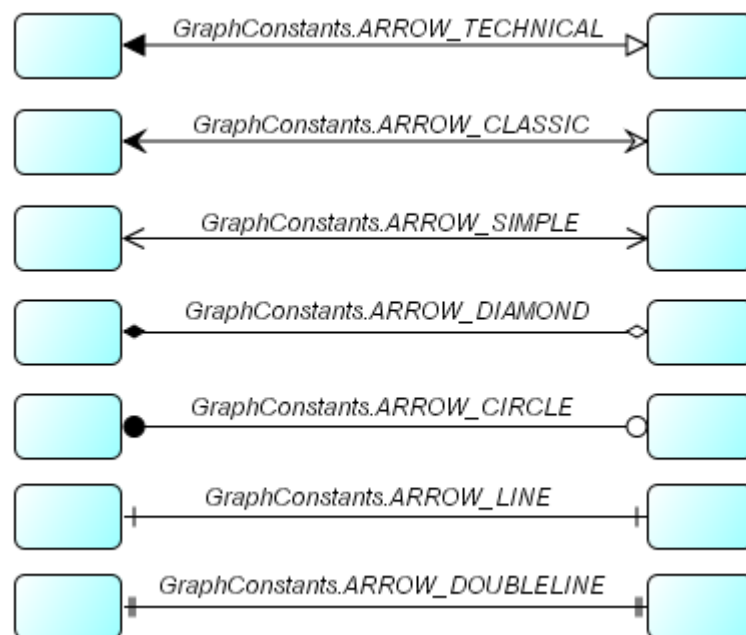 GraphConstants.ARROW_TECHNICAL
GraphConstants.ARROW_CLASSIC
GraphConstants.ARROW_SIMPLE
GraphConstants.ARROW_DIAMOND
GraphConstants.ARROW_CIRCLE
GraphConstants.ARROW_LINE
GraphConstants.ARROW_DOUBLELINE